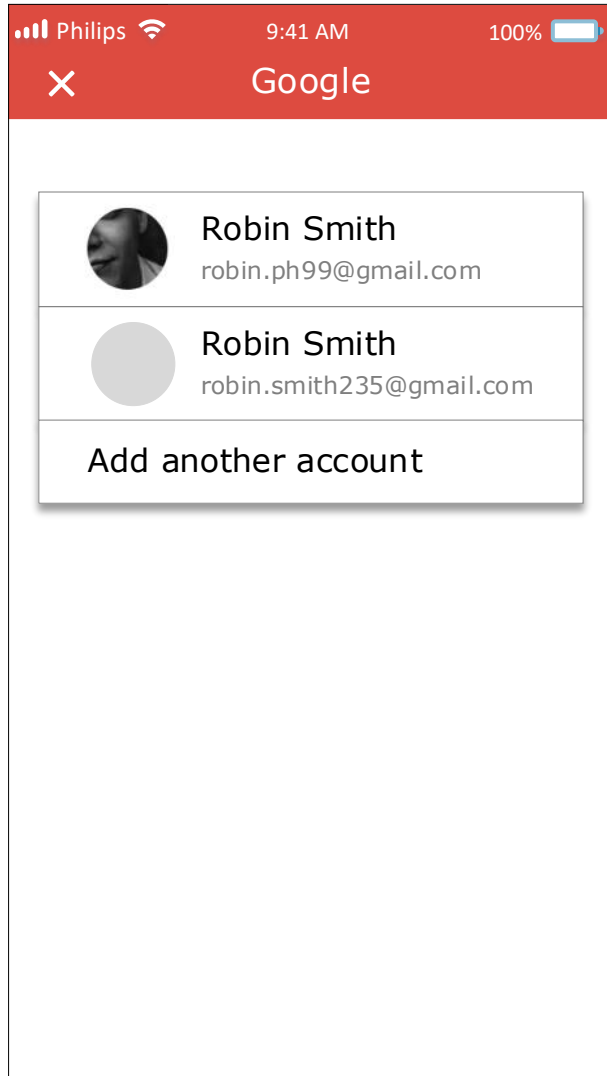 Philips 9:41 AM 100%
Google
Robin Smith
robin.ph99@gmail.com
Robin Smith
robin.smith235@gmail.com
Add another account